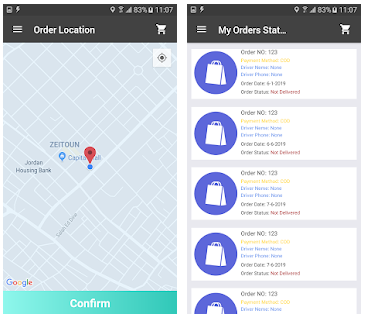 83% 11:07
Order Location
ZEITOUN
Capital Mall
Jordan
Housing Bank
Google
Confirm
83% 11:07
My Orders Stat...
Order NO: 123
Payment Method: COD
Driver Name: None
Driver Phone: None
Order Date: 6-1-2019
Order Status: Not Delivered
Order NO: 123
Payment Method: COD
Driver Name: None
Driver Phone: None
Order Date: 6-6-2019
Order Status: Not Delivered
Order NO: 123
Payment Method: COD
Driver Name: None
Driver Phone: None
Order Date: 7-6-2019
Order Status: Not Delivered
Order NO: 123
Payment Method: COD
Driver Name: None
Driver Phone: None
Order Date: 7-6-2019
Order Status: Not Delivered
Order NO: 123
Payment Method: COD
Driver Name: None